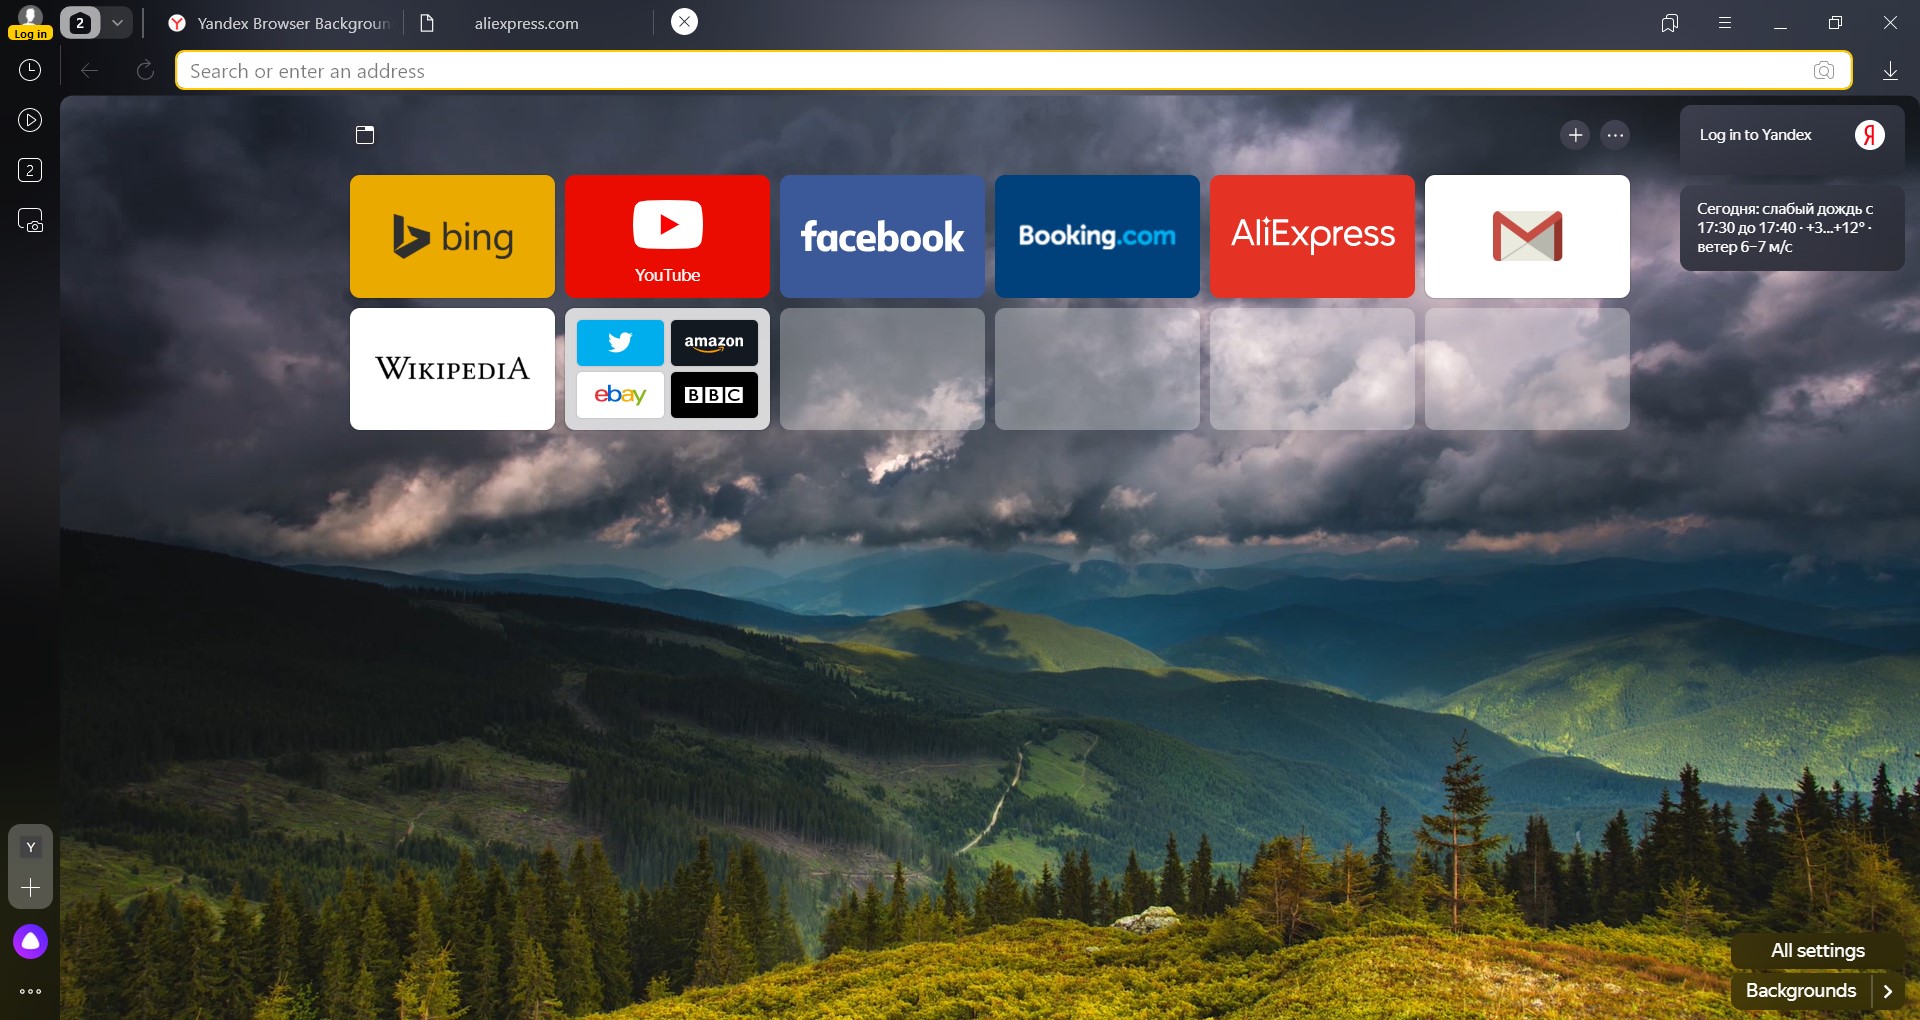 Log in
2
Yandex Browser Backgroun
aliexpress.com
Search or enter an address
2
Log in to Yandex
Я
Сегодня: слабый дождь с
17:30 до 17:40 · +3...+12° ·
ветер 6–7 м/с
bing
YouTube
facebook
Booking.com
AliExpress
WIKIPEDIA
amazon
ebay
BBC
Y
All settings
Backgrounds